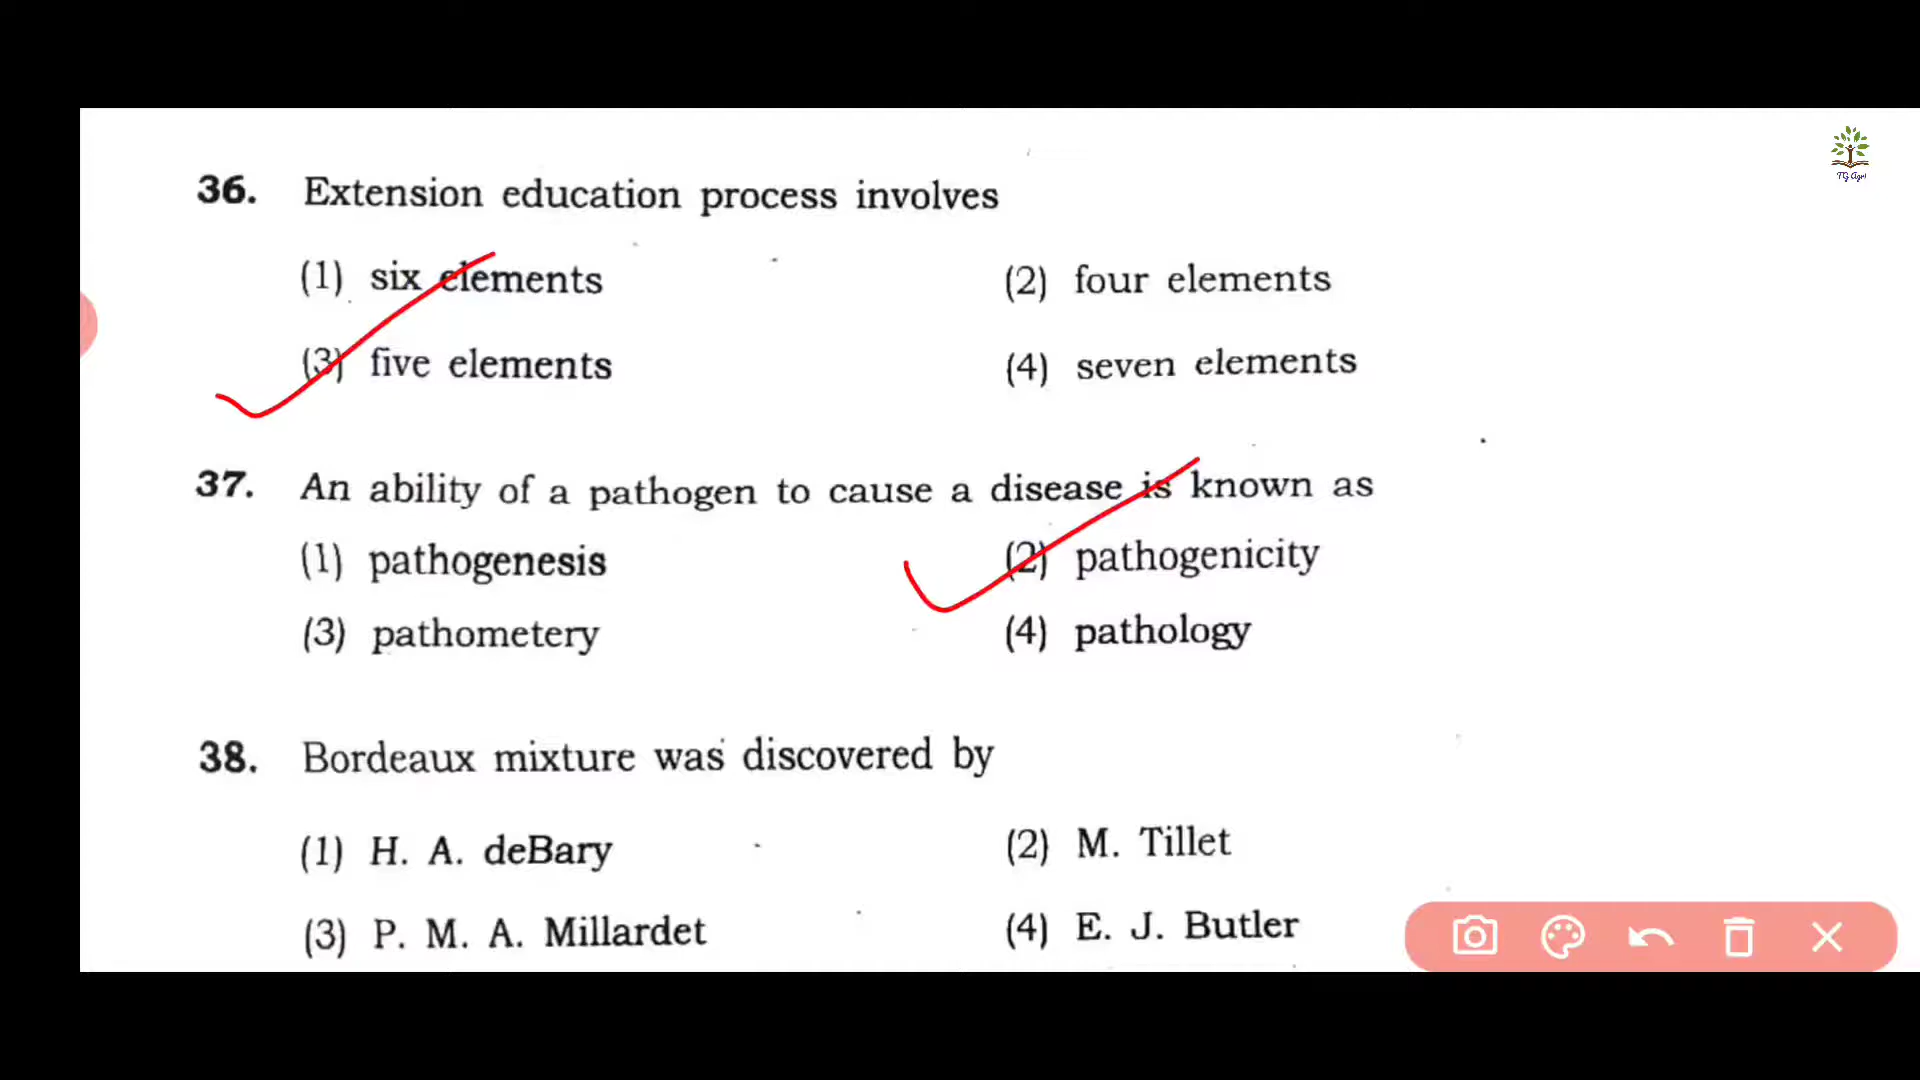 TG Agri
36. Extension education process involves
(1) six elements (2) four elements
(3) five elements (4) seven elements
37. An ability of a pathogen to cause a disease is known as
(1) pathogenesis (2) pathogenicity
(3) pathometery (4) pathology
38. Bordeaux mixture was discovered by
(1) H. A. deBary (2) M. Tillet
(3) P. M. A. Millardet (4) E. J. Butler